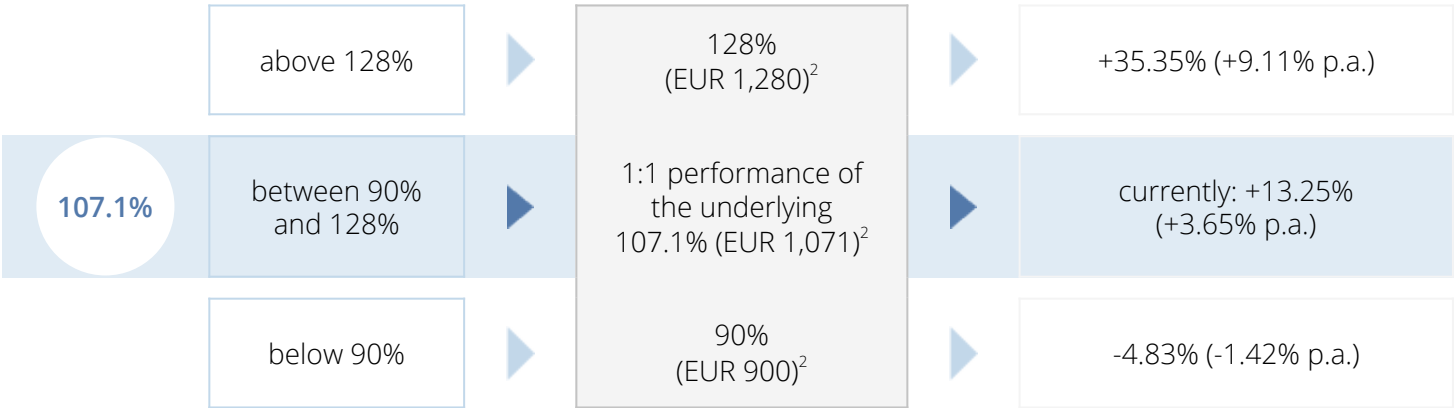 above 128%
128%
(EUR 1,280)²
+35.35% (+9.11% p.a.)
107.1%
between 90%
and 128%
1:1 performance of
the underlying
107.1% (EUR 1,071)²
currently: +13.25%
(+3.65% p.a.)
below 90%
90%
(EUR 900)²
-4.83% (-1.42% p.a.)